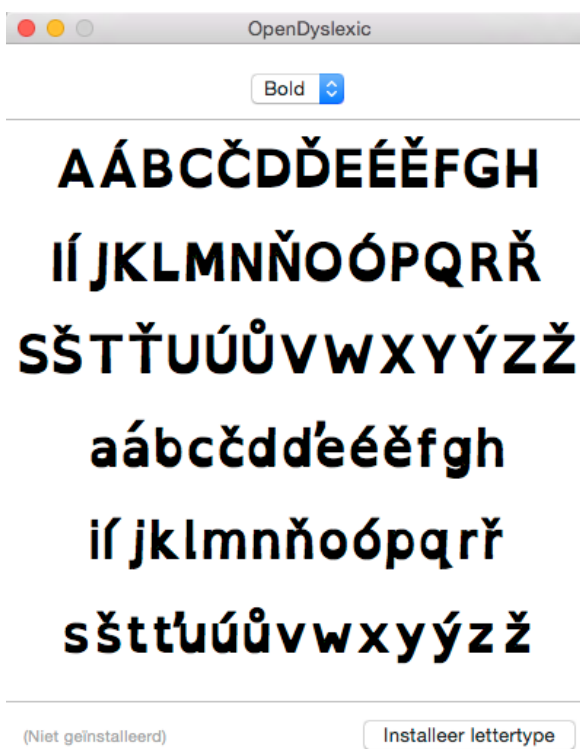 OpenDyslexic
Bold
AÁBCČDĎEÉĚFGH
IÍJKLMNŇOÓPQRŘ
SŠTŤUÚŮVWXYÝZŽ
aábcčdďeéěfgh
iíjklmnňoópqrř
sštťuúůvwxyýzž
(Niet geïnstalleerd)
Installeer lettertype